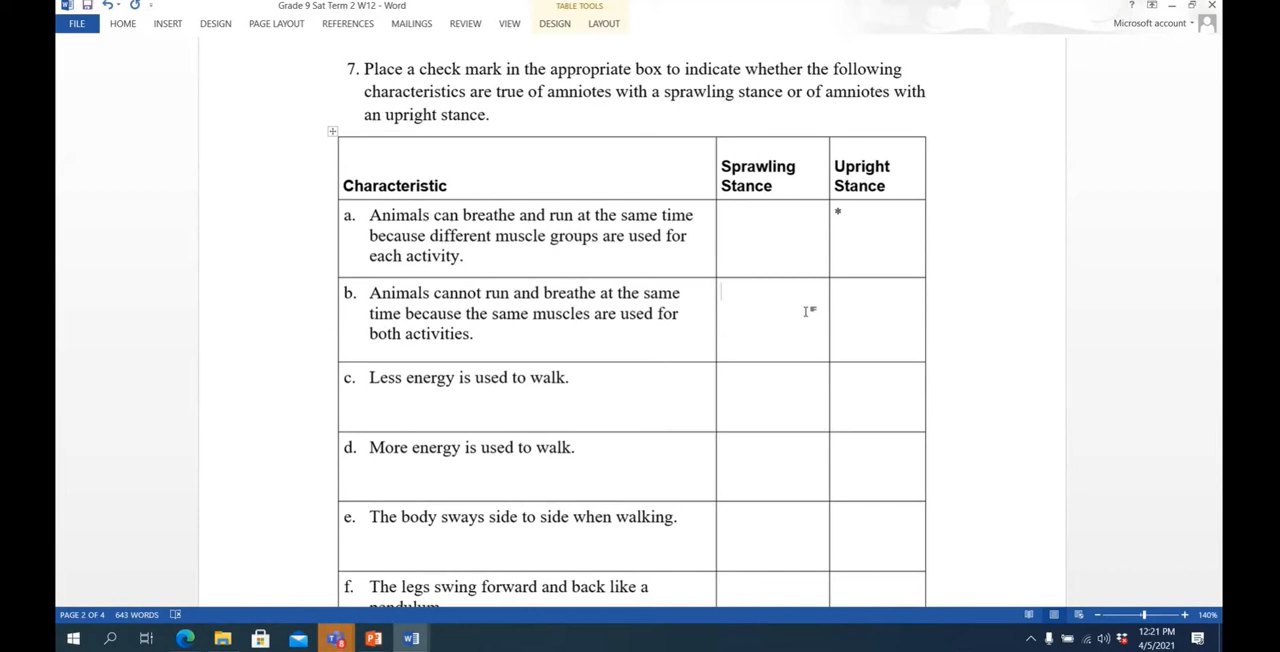 Grade 9 Sat Term 2 W12 - Word
TABLE TOOLS
?
FILE
HOME
INSERT
DESIGN
PAGE LAYOUT
REFERENCES
MAILINGS
REVIEW
VIEW
DESIGN
LAYOUT
Microsoft account
7. Place a check mark in the appropriate box to indicate whether the following
characteristics are true of amniotes with a sprawling stance or of amniotes with
an upright stance.
Characteristic
Sprawling
Stance
Upright
Stance
a. Animals can breathe and run at the same time
because different muscle groups are used for
each activity.
*
b. Animals cannot run and breathe at the same
time because the same muscles are used for
both activities.
c. Less energy is used to walk.
d. More energy is used to walk.
e. The body sways side to side when walking.
f. The legs swing forward and back like a
pendulum
PAGE 2 OF 4
643 WORDS
140%
8
12:21 PM
4/5/2021